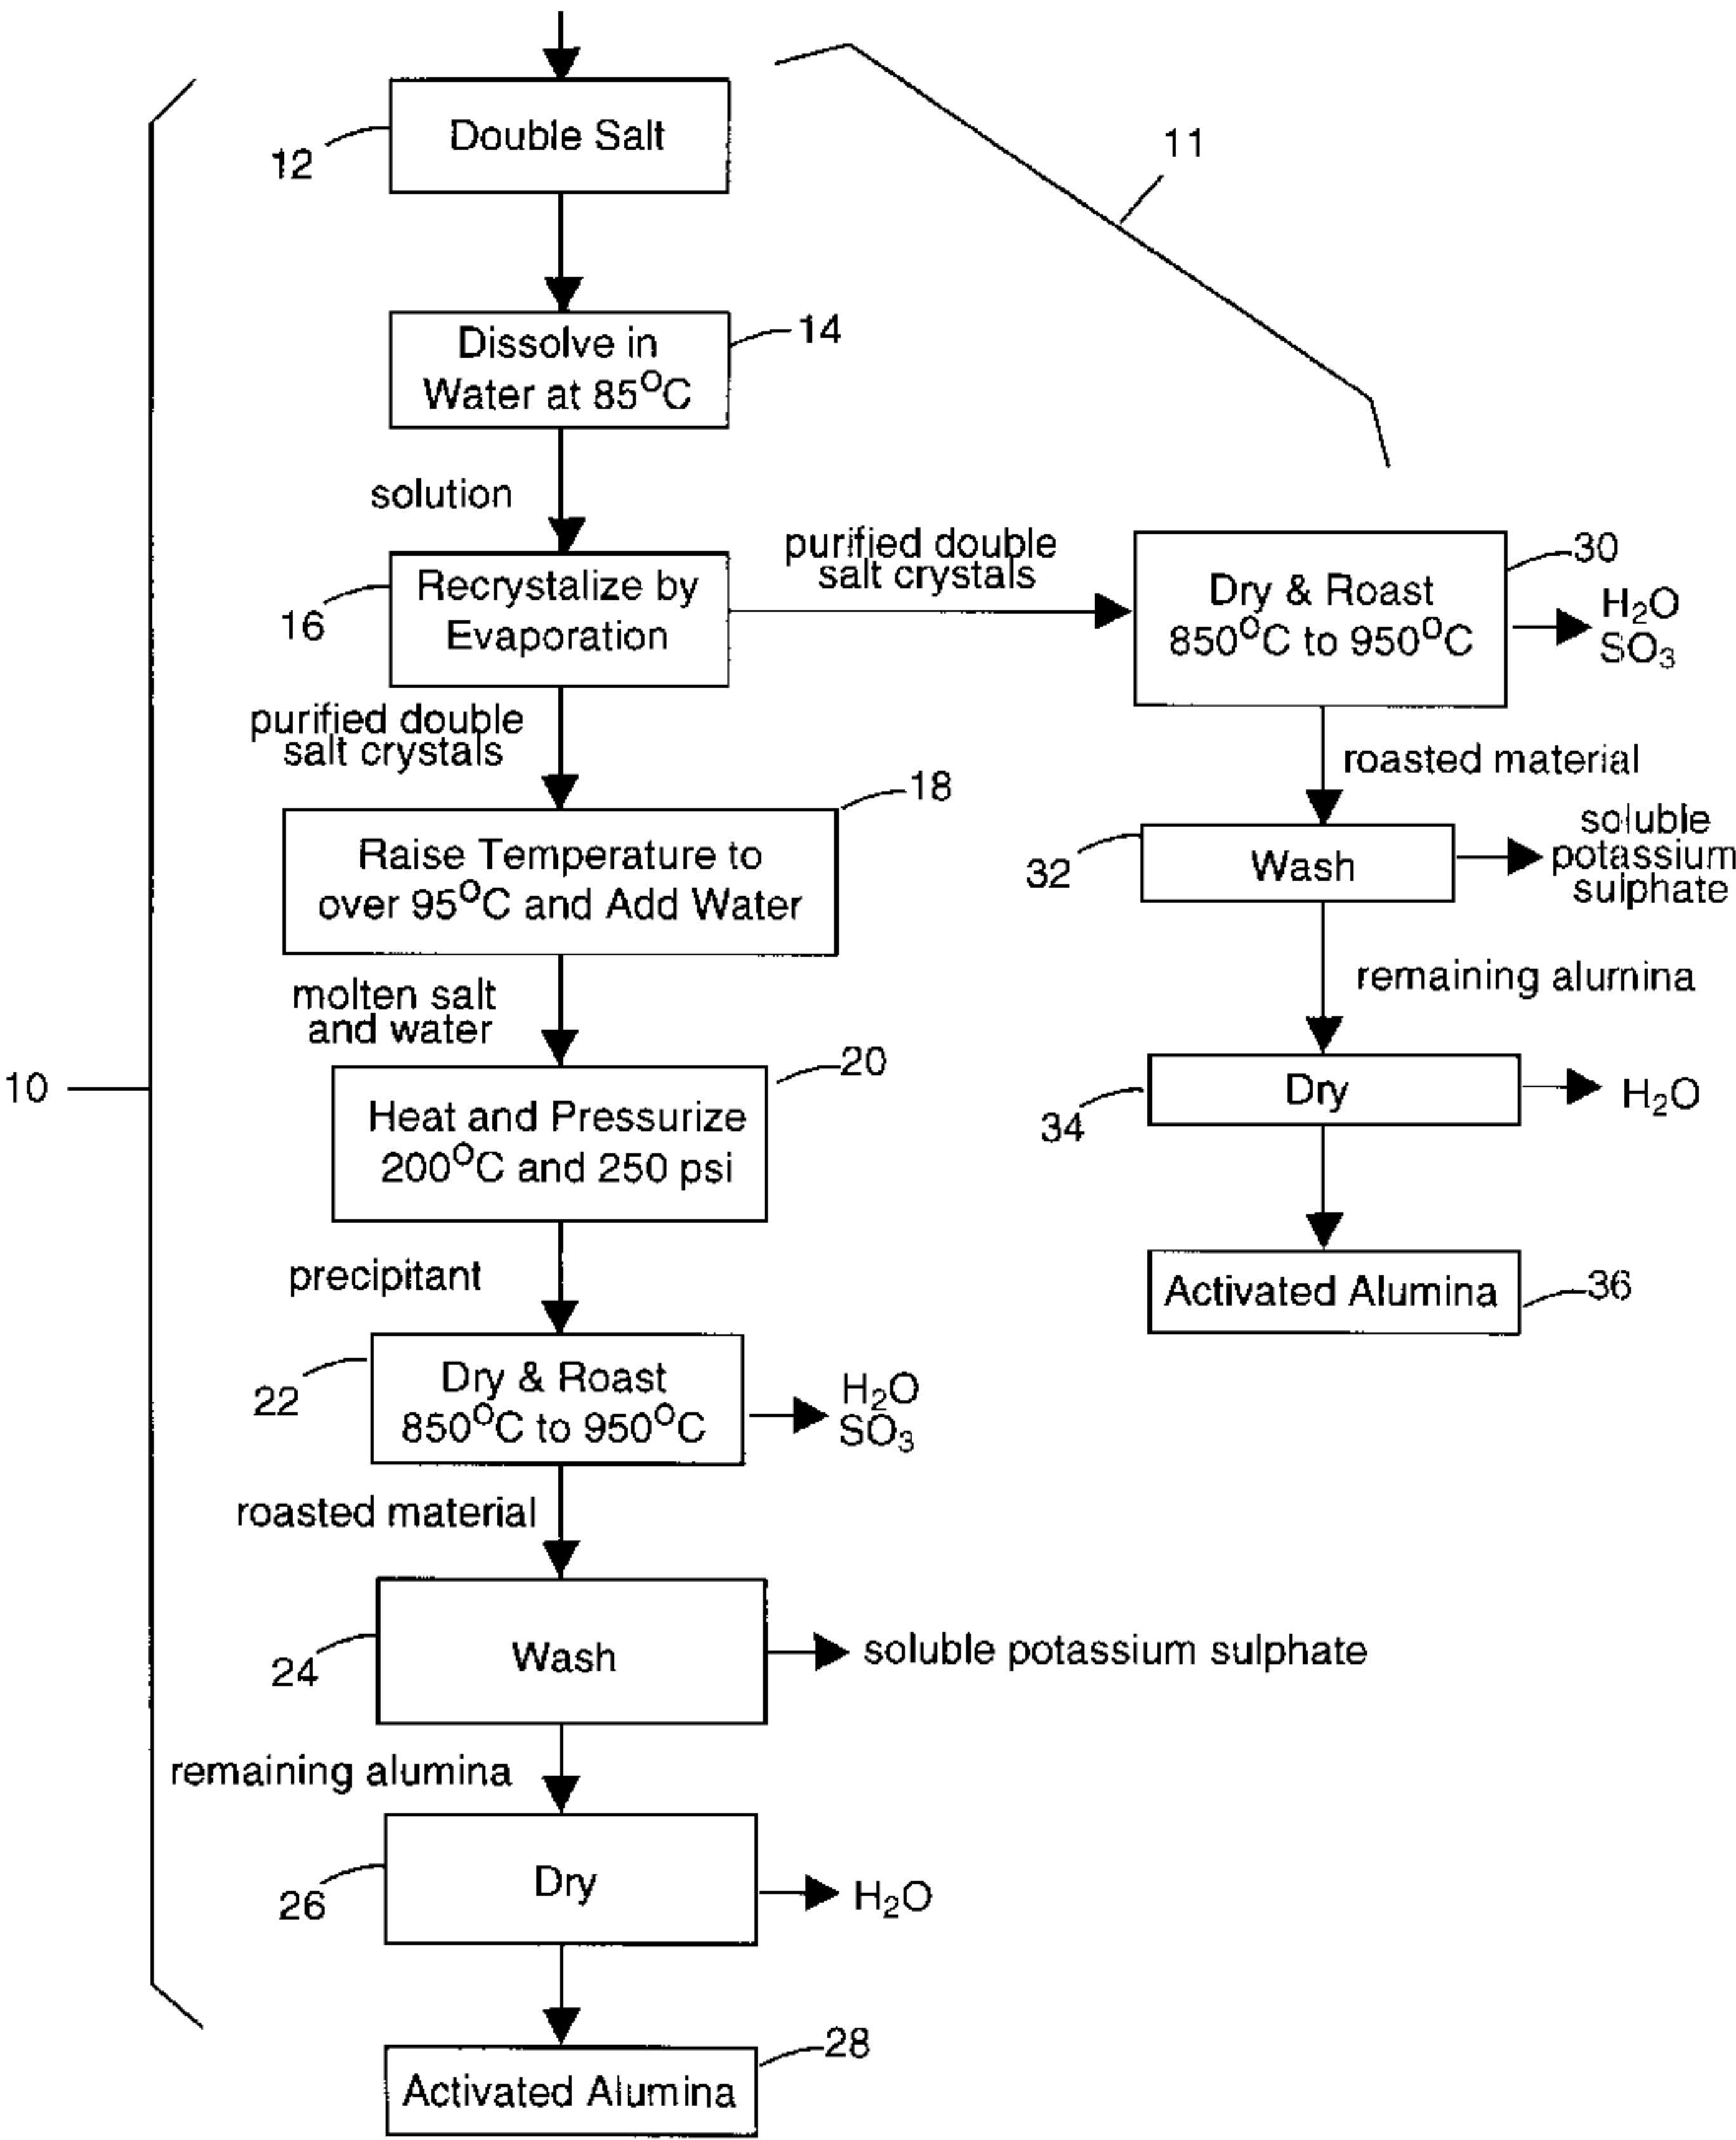 12
Double Salt
11
Dissolve in
Water at 85°C
14
solution
16
Recrystalize by
Evaporation
purified double
salt crystals
Dry & Roast
850°C to 950°C
30
H₂O
SO₃
purified double
salt crystals
roasted material
18
Raise Temperature to
over 95°C and Add Water
32
Wash
soluble
potassium
sulphate
molten salt
and water
remaining alumina
10
20
Heat and Pressurize
200°C and 250 psi
34
Dry
H₂O
precipitant
Activated Alumina
36
22
Dry & Roast
850°C to 950°C
H₂O
SO₃
roasted material
24
Wash
soluble potassium sulphate
remaining alumina
26
Dry
H₂O
28
Activated Alumina